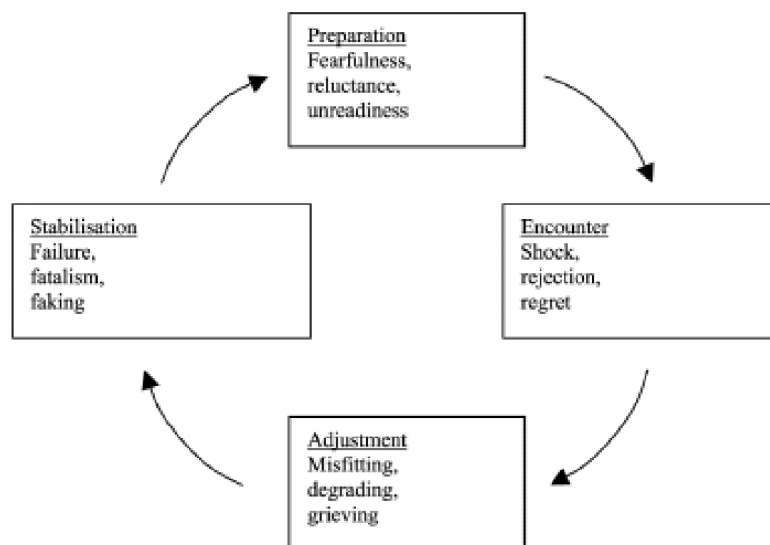 Preparation
Fearfulness,
reluctance,
unreadiness
Encounter
Shock,
rejection,
regret
Adjustment
Misfitting,
degrading,
grieving
Stabilisation
Failure,
fatalism,
faking